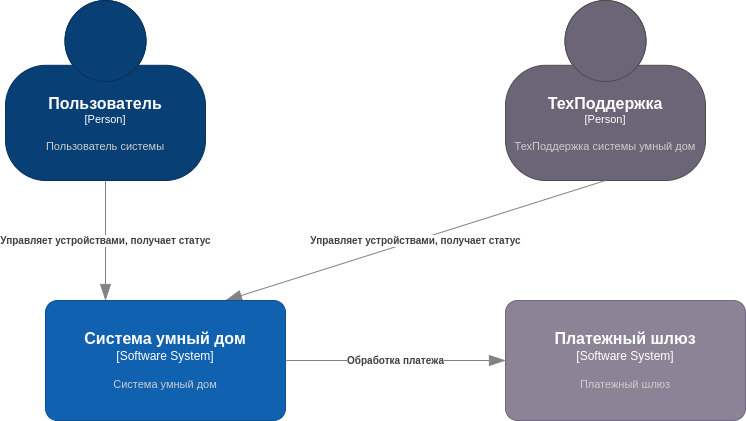 Пользователь
[Person]
Пользователь системы
ТехПоддержка
[Person]
ТехПоддержка системы умный дом
Управляет устройствами, получает статус
Управляет устройствами, получает статус
Система умный дом
[Software System]
Система умный дом
Обработка платежа
Платежный шлюз
[Software System]
Платежный шлюз